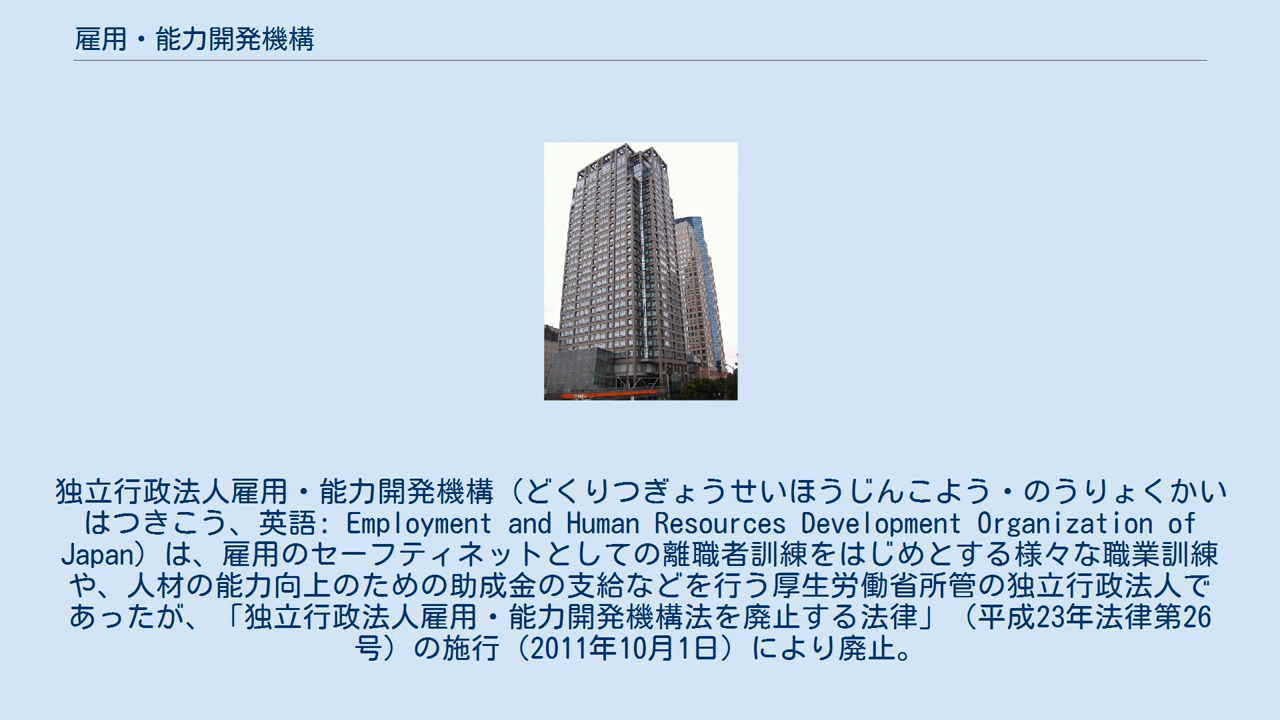 雇用・能力開発機構
独立行政法人雇用・能力開発機構（どくりつぎょうせいほうじんこよう・のうりょくかい
はつきこう、英語: Employment and Human Resources Development Organization of
Japan）は、雇用のセーフティネットとしての離職者訓練をはじめとする様々な職業訓練
や、人材の能力向上のための助成金の支給などを行う厚生労働省所管の独立行政法人で
あったが、「独立行政法人雇用・能力開発機構法を廃止する法律」（平成23年法律第26
号）の施行（2011年10月1日）により廃止。